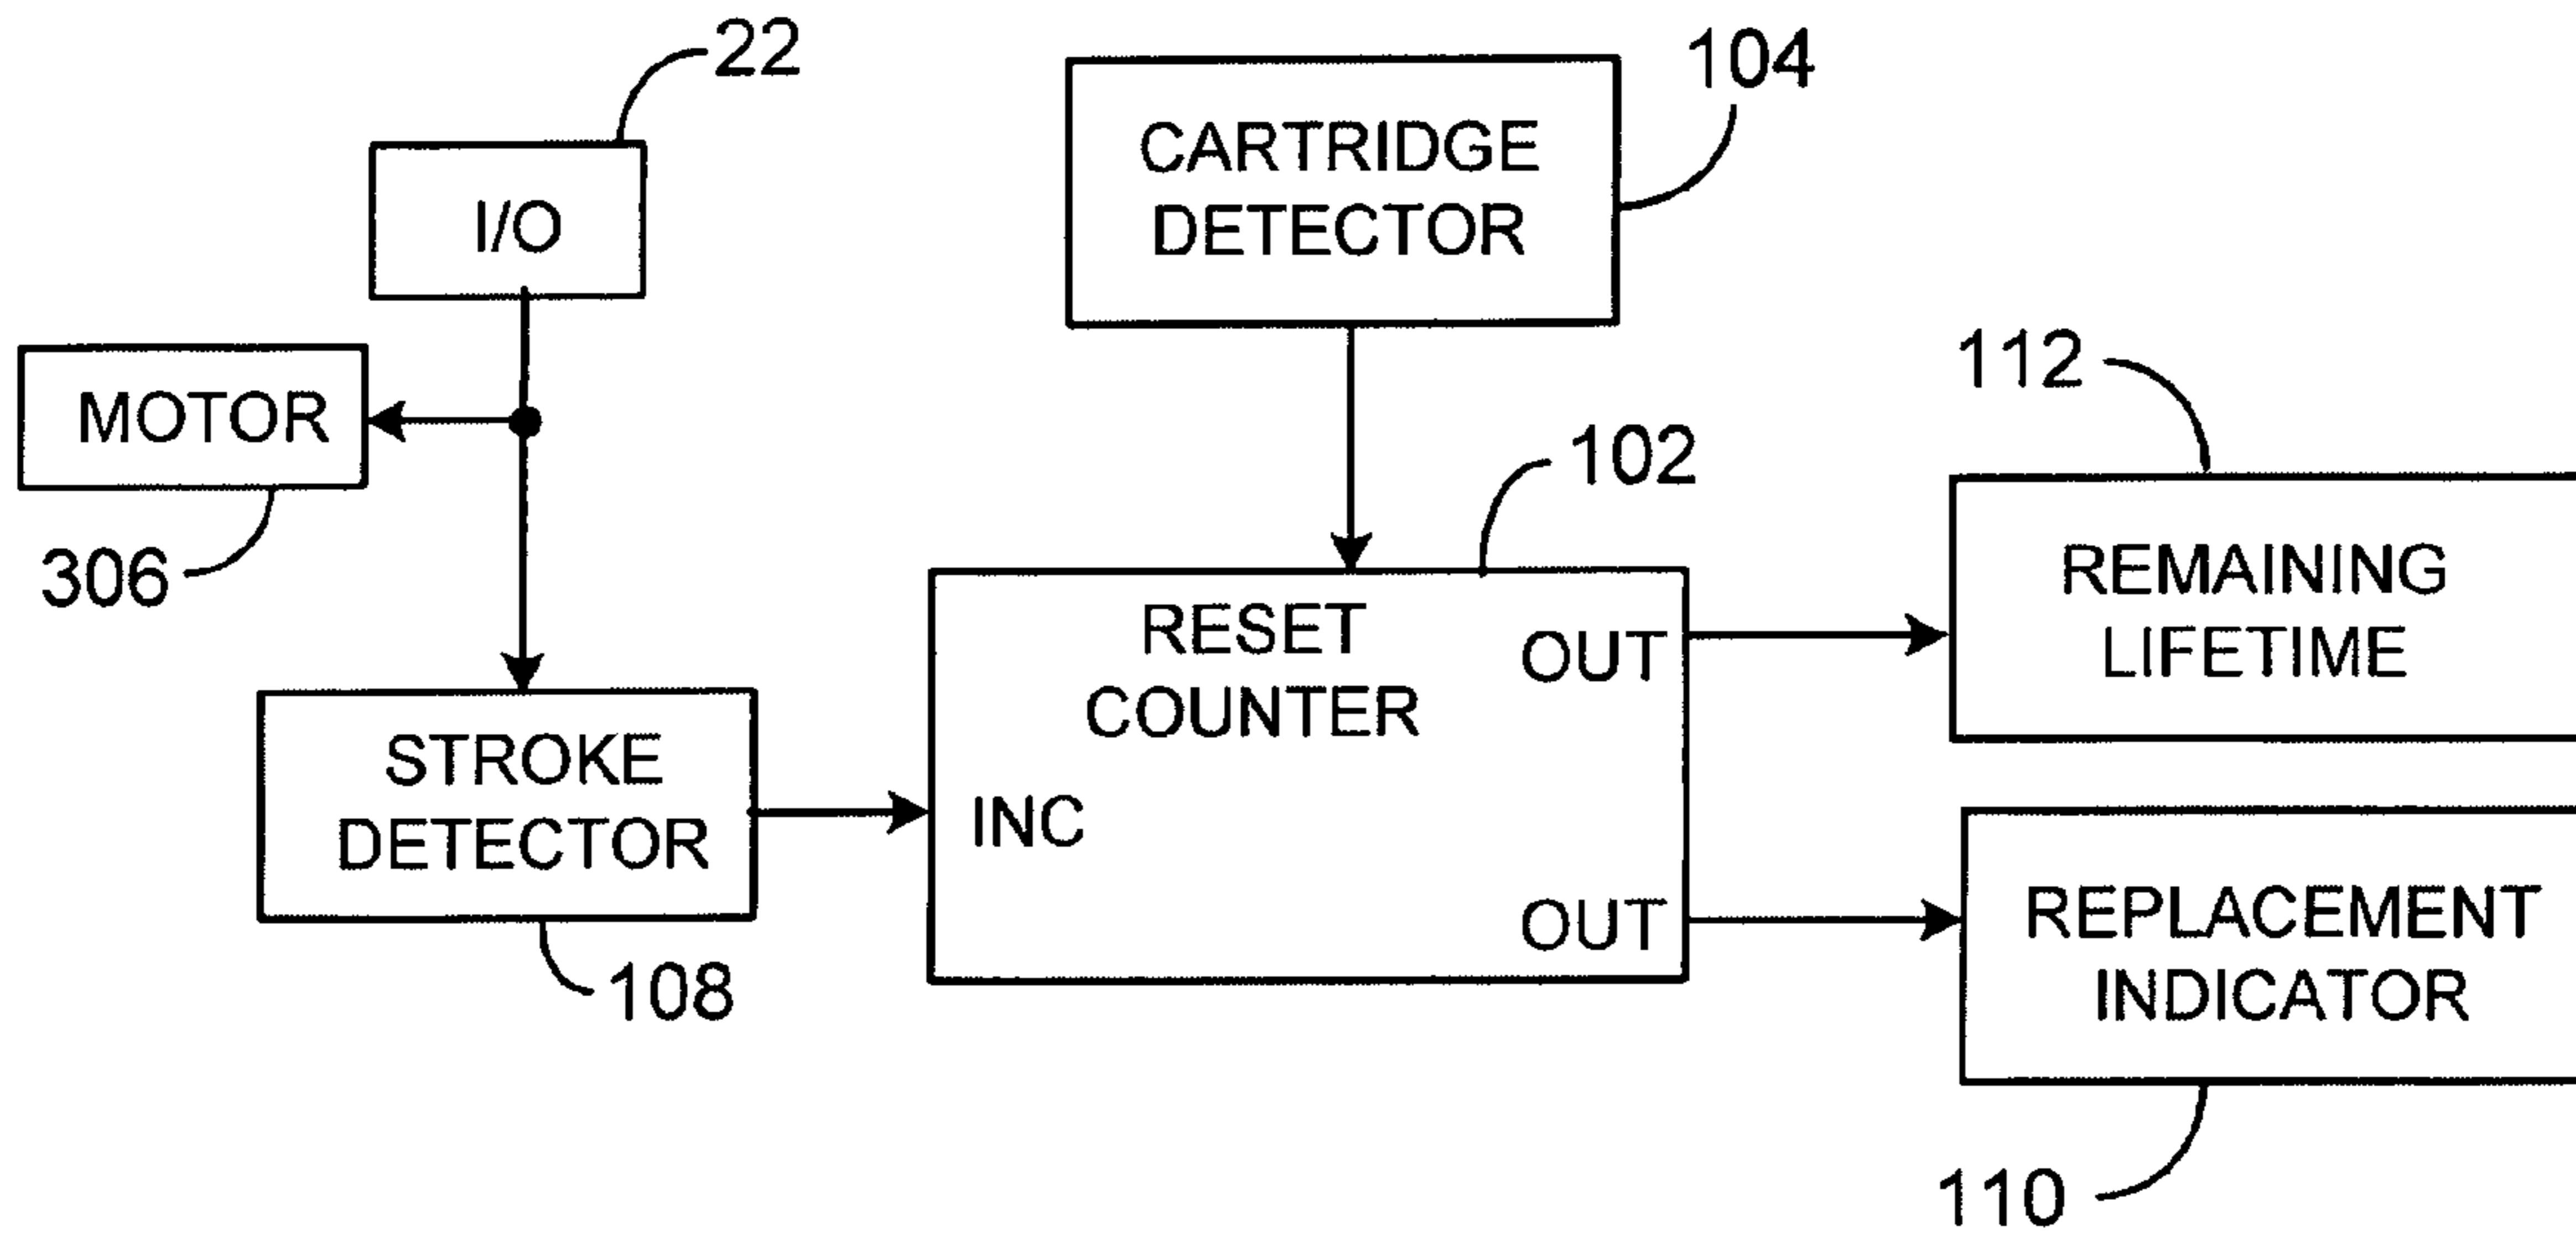 22
104
CARTRIDGE
DETECTOR
I/O
112
MOTOR
102
306
REMAINING
LIFETIME
RESET
COUNTER
OUT
STROKE
DETECTOR
INC
OUT
REPLACEMENT
INDICATOR
108
110